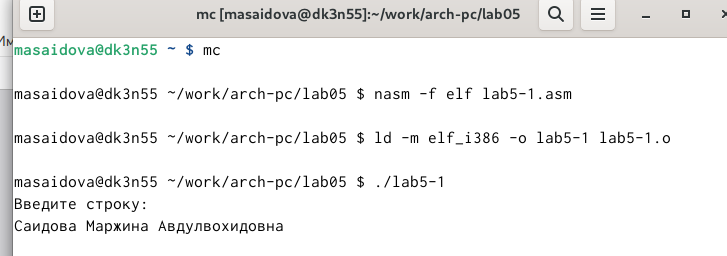 mc [masaidova@dk3n55]:~/work/arch-pc/lab05
masaidova@dk3n55 ~ $ mc
masaidova@dk3n55 ~/work/arch-pc/lab05 $ nasm -f elf lab5-1.asm
masaidova@dk3n55 ~/work/arch-pc/lab05 $ ld -m elf_i386 -o lab5-1 lab5-1.o
masaidova@dk3n55 ~/work/arch-pc/lab05 $ ./lab5-1
Введите строку:
Саидова Маржина Авдулвохидовна